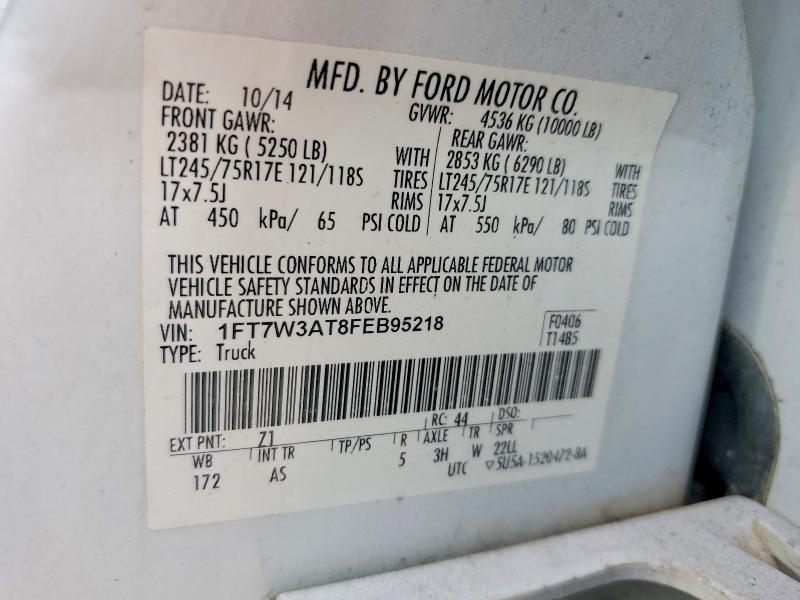 MFD. BY FORD MOTOR CO.
DATE: 10/14 GVWR: 4536 KG (10000 LB)
FRONT GAWR: REAR GAWR:
2381 KG ( 5250 LB) WITH 2853 KG ( 6290 LB) WITH
LT245/75R17E 121/118S TIRES LT245/75R17E 121/118S TIRES
17x7.5J RIMS 17x7.5J RIMS
AT 450 kPa/ 65 PSI COLD AT 550 kPa/ 80 PSI COLD
THIS VEHICLE CONFORMS TO ALL APPLICABLE FEDERAL MOTOR
VEHICLE SAFETY STANDARDS IN EFFECT ON THE DATE OF
MANUFACTURE SHOWN ABOVE.
VIN: 1FT7W3AT8FEB95218 F0406
TYPE: Truck T1485
EXT PNT: Z1 RC: 44 DSO:
WB INT TR TP/PS R AXLE TR SPR
172 AS 5 3H W 22LL
UTC ▽5U5A-1520472-BA